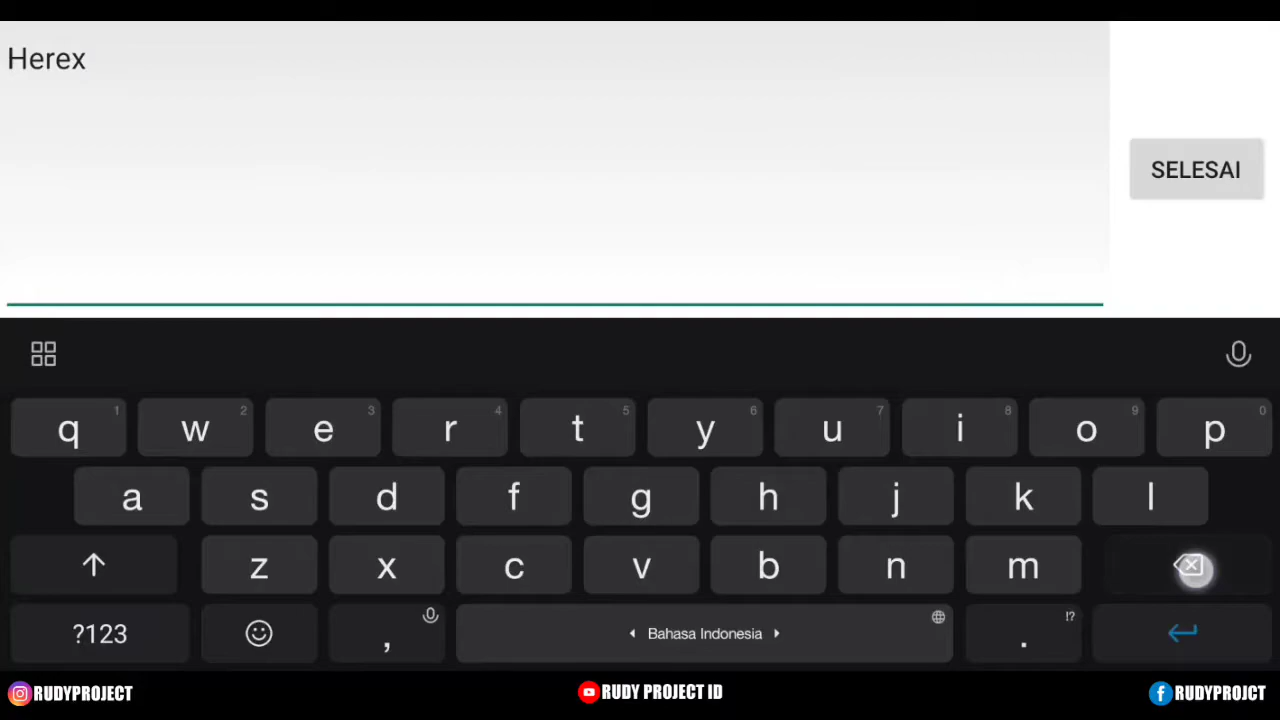 Herex
SELESAI
q 1 w 2 e 3 r 4 t 5 y 6 u 7 i 8 o 9 p 0
a s d f g h j k l
z x c v b n m
?123 , Bahasa Indonesia . !?
RUDYPROJECT RUDY PROJECT ID RUDYPROJCT